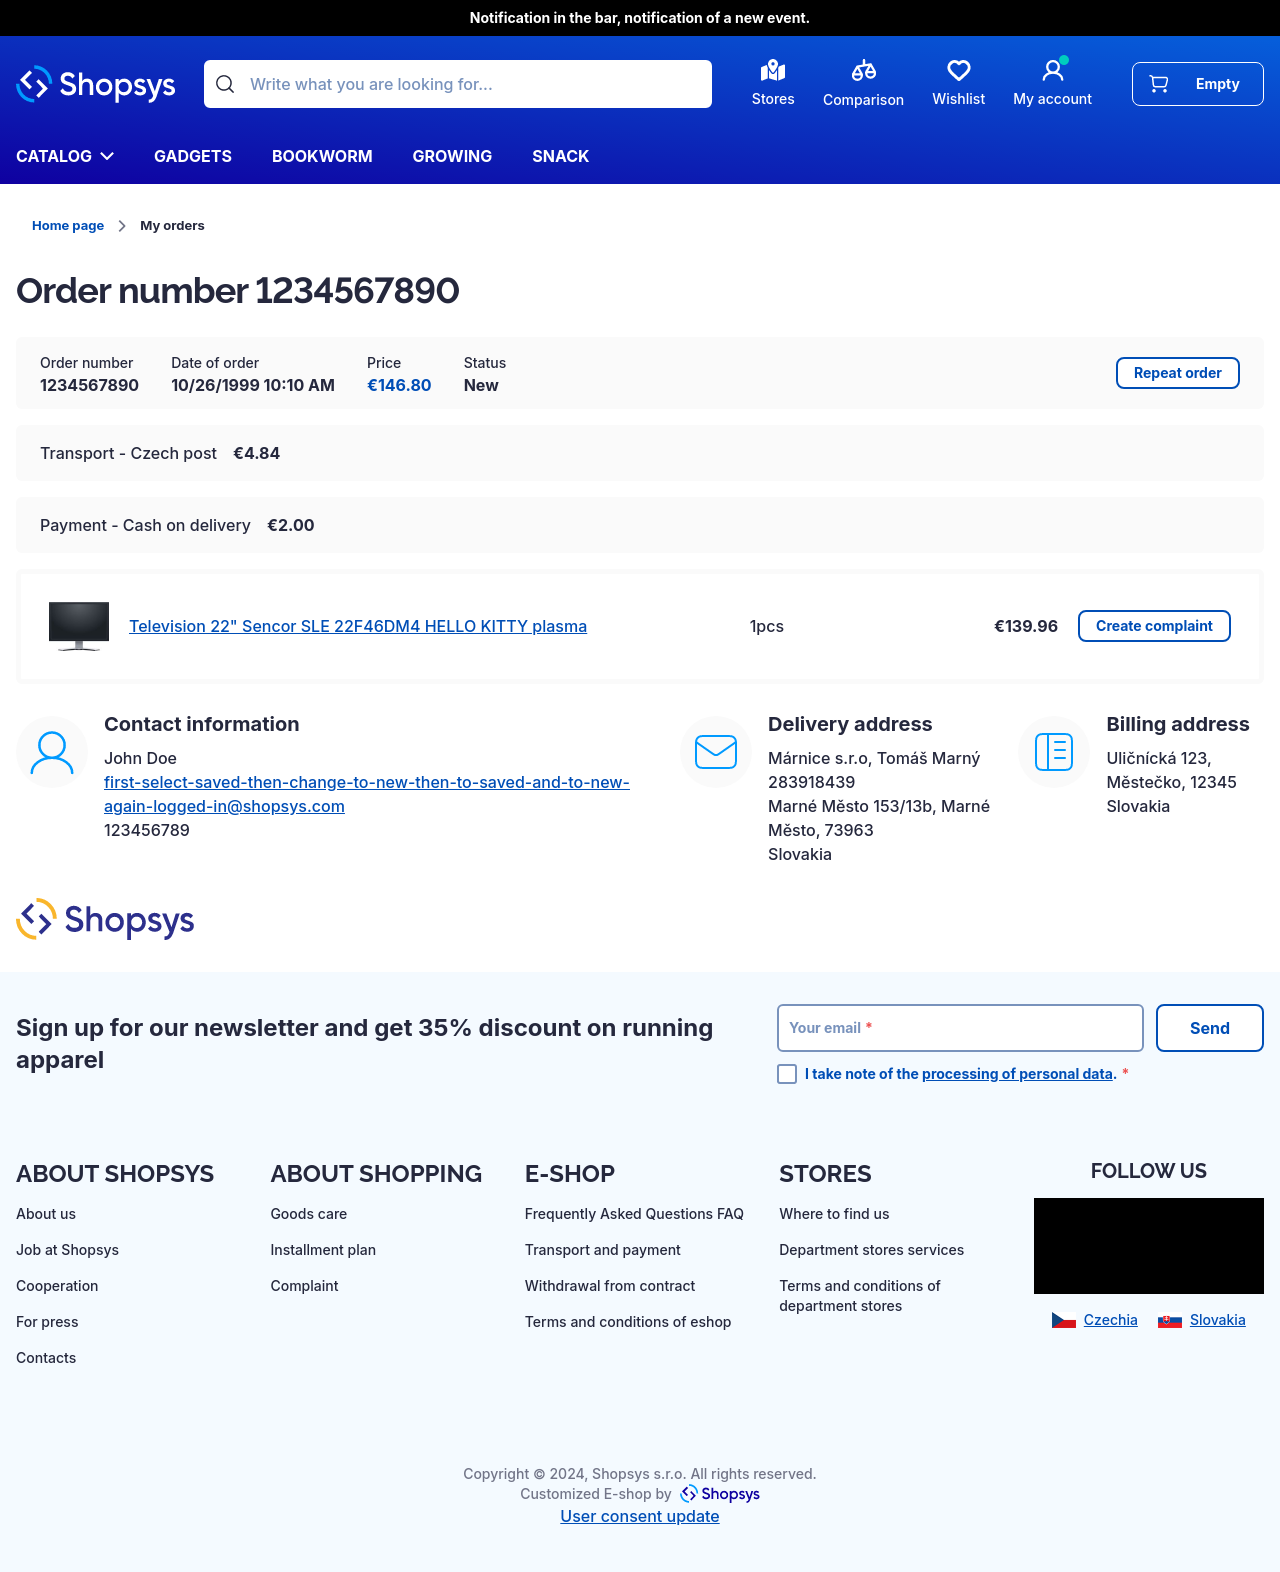 Notification in the bar, notification of a new event.
Shopsys
Write what you are looking for...
Stores
Comparison
Wishlist
My account
Empty
CATALOG
GADGETS
BOOKWORM
GROWING
SNACK
Home page
My orders
Order number 1234567890
Order number
1234567890
Date of order
10/26/1999 10:10 AM
Price
€146.80
Status
New
Repeat order
Transport - Czech post €4.84
Payment - Cash on delivery €2.00
Television 22" Sencor SLE 22F46DM4 HELLO KITTY plasma
1pcs
€139.96
Create complaint
Contact information
John Doe
first-select-saved-then-change-to-new-then-to-saved-and-to-new-
again-logged-in@shopsys.com
123456789
Delivery address
Márnice s.r.o, Tomáš Marný
283918439
Marné Město 153/13b, Marné
Město, 73963
Slovakia
Billing address
Uličnícká 123,
Městečko, 12345
Slovakia
Shopsys
Sign up for our newsletter and get 35% discount on running
apparel
Your email *
Send
I take note of the processing of personal data. *
ABOUT SHOPSYS
About us
Job at Shopsys
Cooperation
For press
Contacts
ABOUT SHOPPING
Goods care
Installment plan
Complaint
E-SHOP
Frequently Asked Questions FAQ
Transport and payment
Withdrawal from contract
Terms and conditions of eshop
STORES
Where to find us
Department stores services
Terms and conditions of
department stores
FOLLOW US
Czechia
Slovakia
Copyright © 2024, Shopsys s.r.o. All rights reserved.
Customized E-shop by Shopsys
User consent update